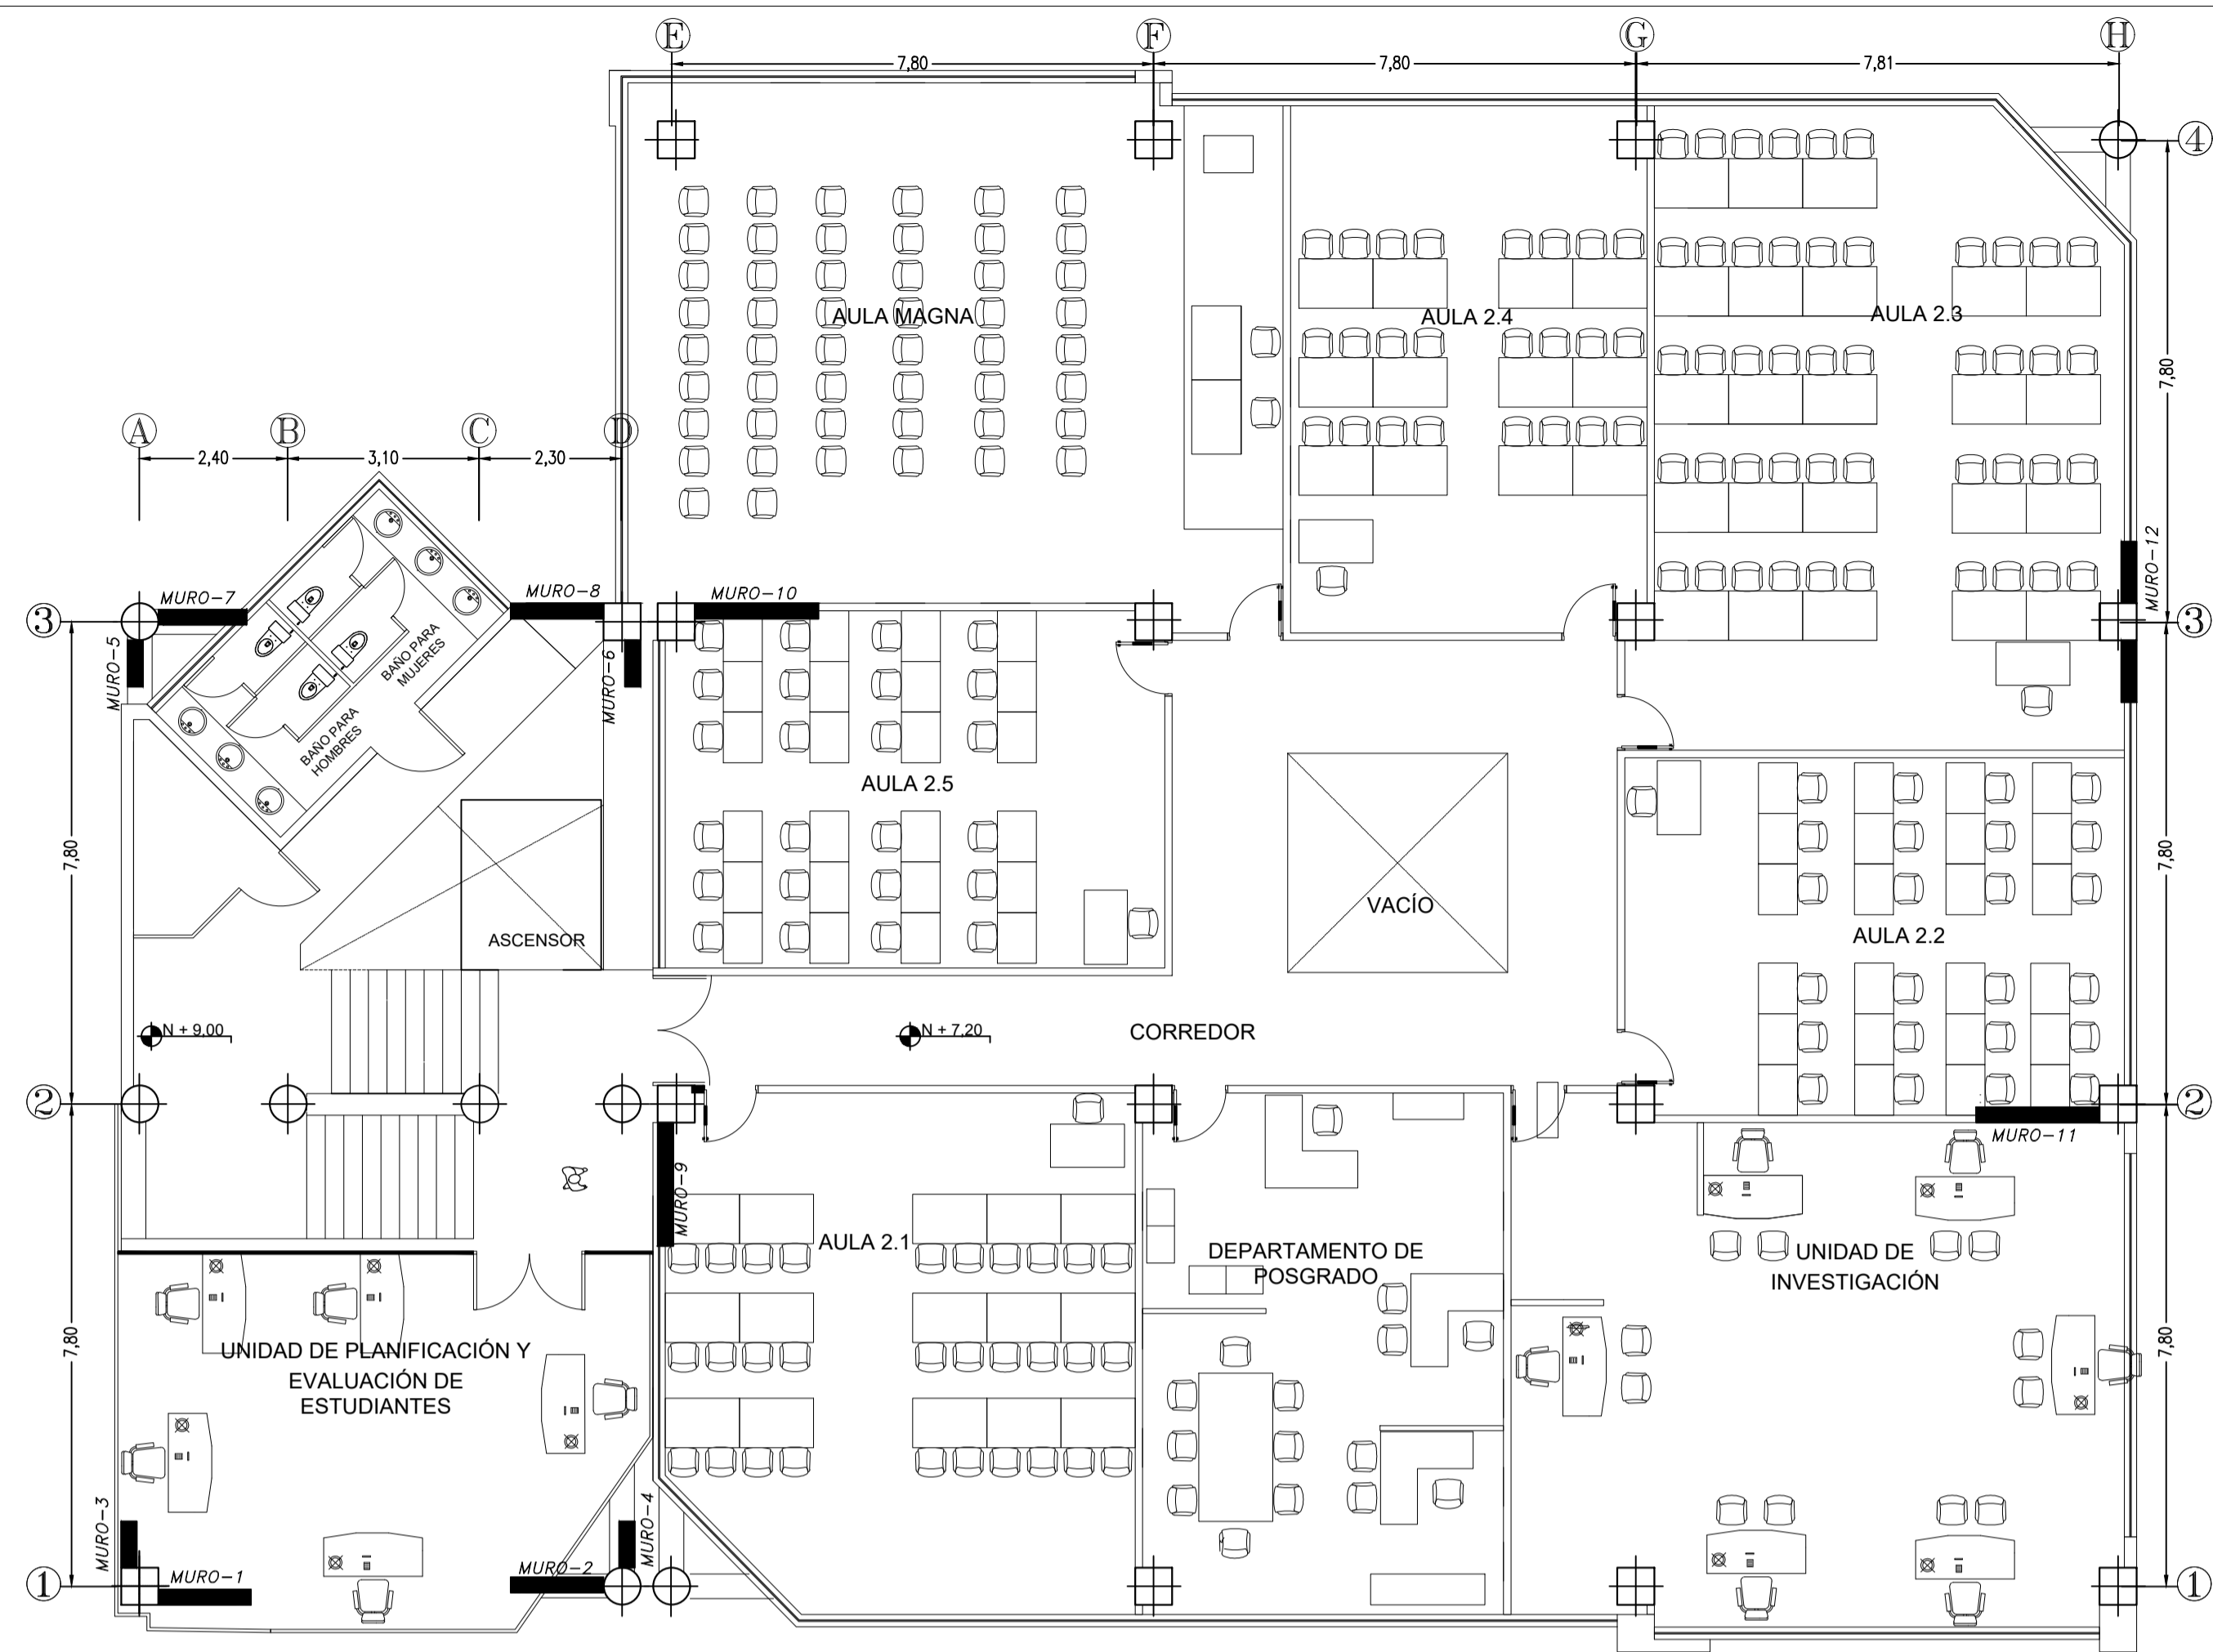 E
F
G
H
7,80
7,80
7,81
4
AULA MAGNA
AULA 2.4
AULA 2.3
7,80
A
B
C
D
2,40
3,10
2,30
MURO-12
MURO-7
MURO-8
MURO-10
3
3
MURO-5
MURO-6
BAÑO PARA
MUJERES
BAÑO PARA
HOMBRES
AULA 2.5
7,80
7,80
VACÍO
ASCENSOR
AULA 2.2
N + 9,00
N + 7,20
CORREDOR
2
2
MURO-11
MURO-9
AULA 2.1
DEPARTAMENTO DE
POSGRADO
UNIDAD DE
INVESTIGACIÓN
7,80
7,80
UNIDAD DE PLANIFICACIÓN Y
EVALUACIÓN DE
ESTUDIANTES
MURO-3
MURO-4
MURO-1
MURO-2
1
1